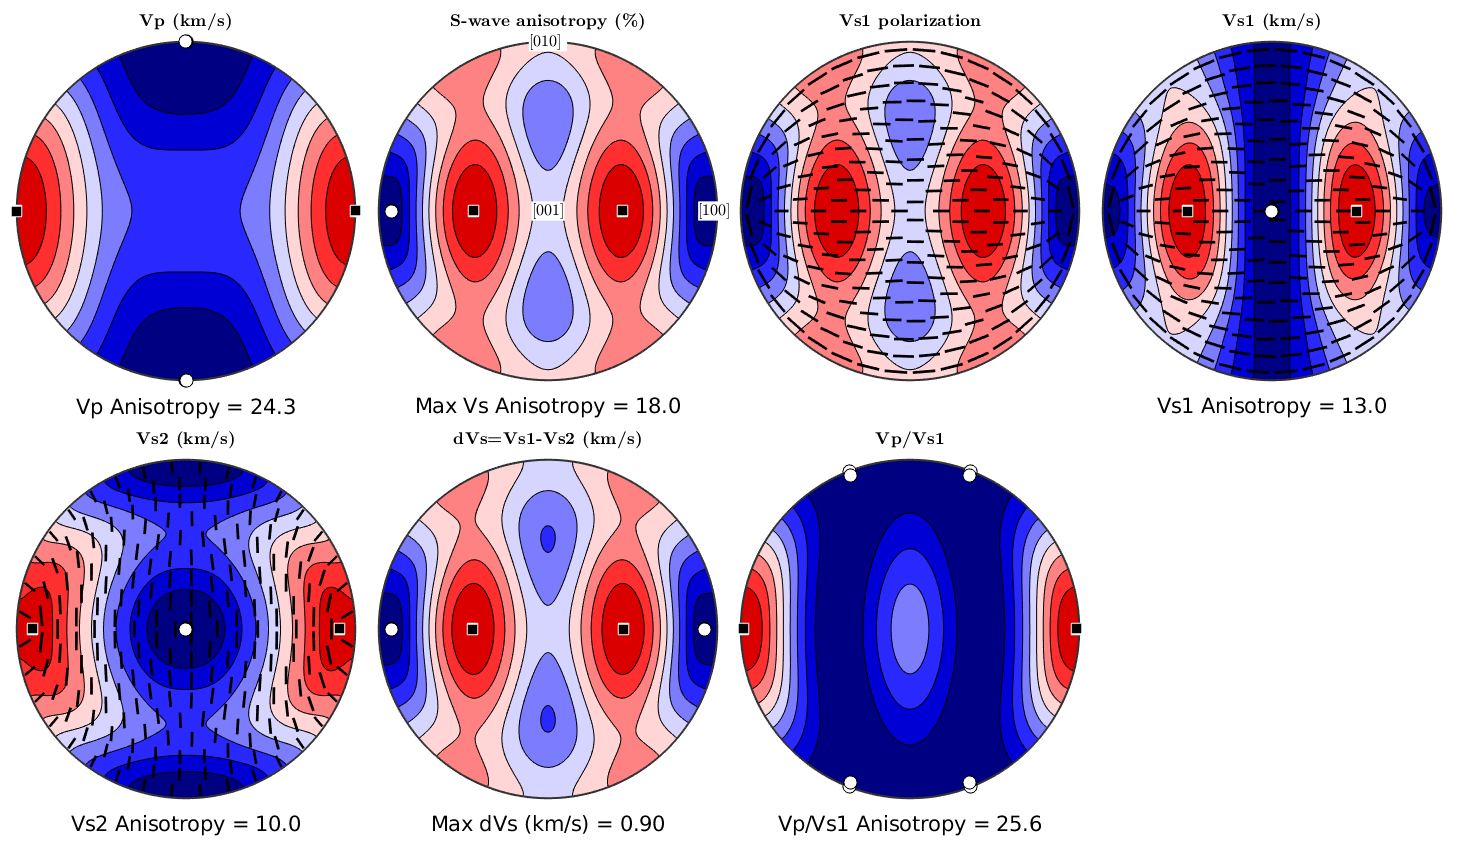 Vp (km/s)
S-wave anisotropy (%)
Vs1 polarization
Vs1 (km/s)
[010]
[001]
[100]
Vp Anisotropy = 24.3
Max Vs Anisotropy = 18.0
Vs1 Anisotropy = 13.0
Vs2 (km/s)
dVs=Vs1-Vs2 (km/s)
Vp/Vs1
Vs2 Anisotropy = 10.0
Max dVs (km/s) = 0.90
Vp/Vs1 Anisotropy = 25.6